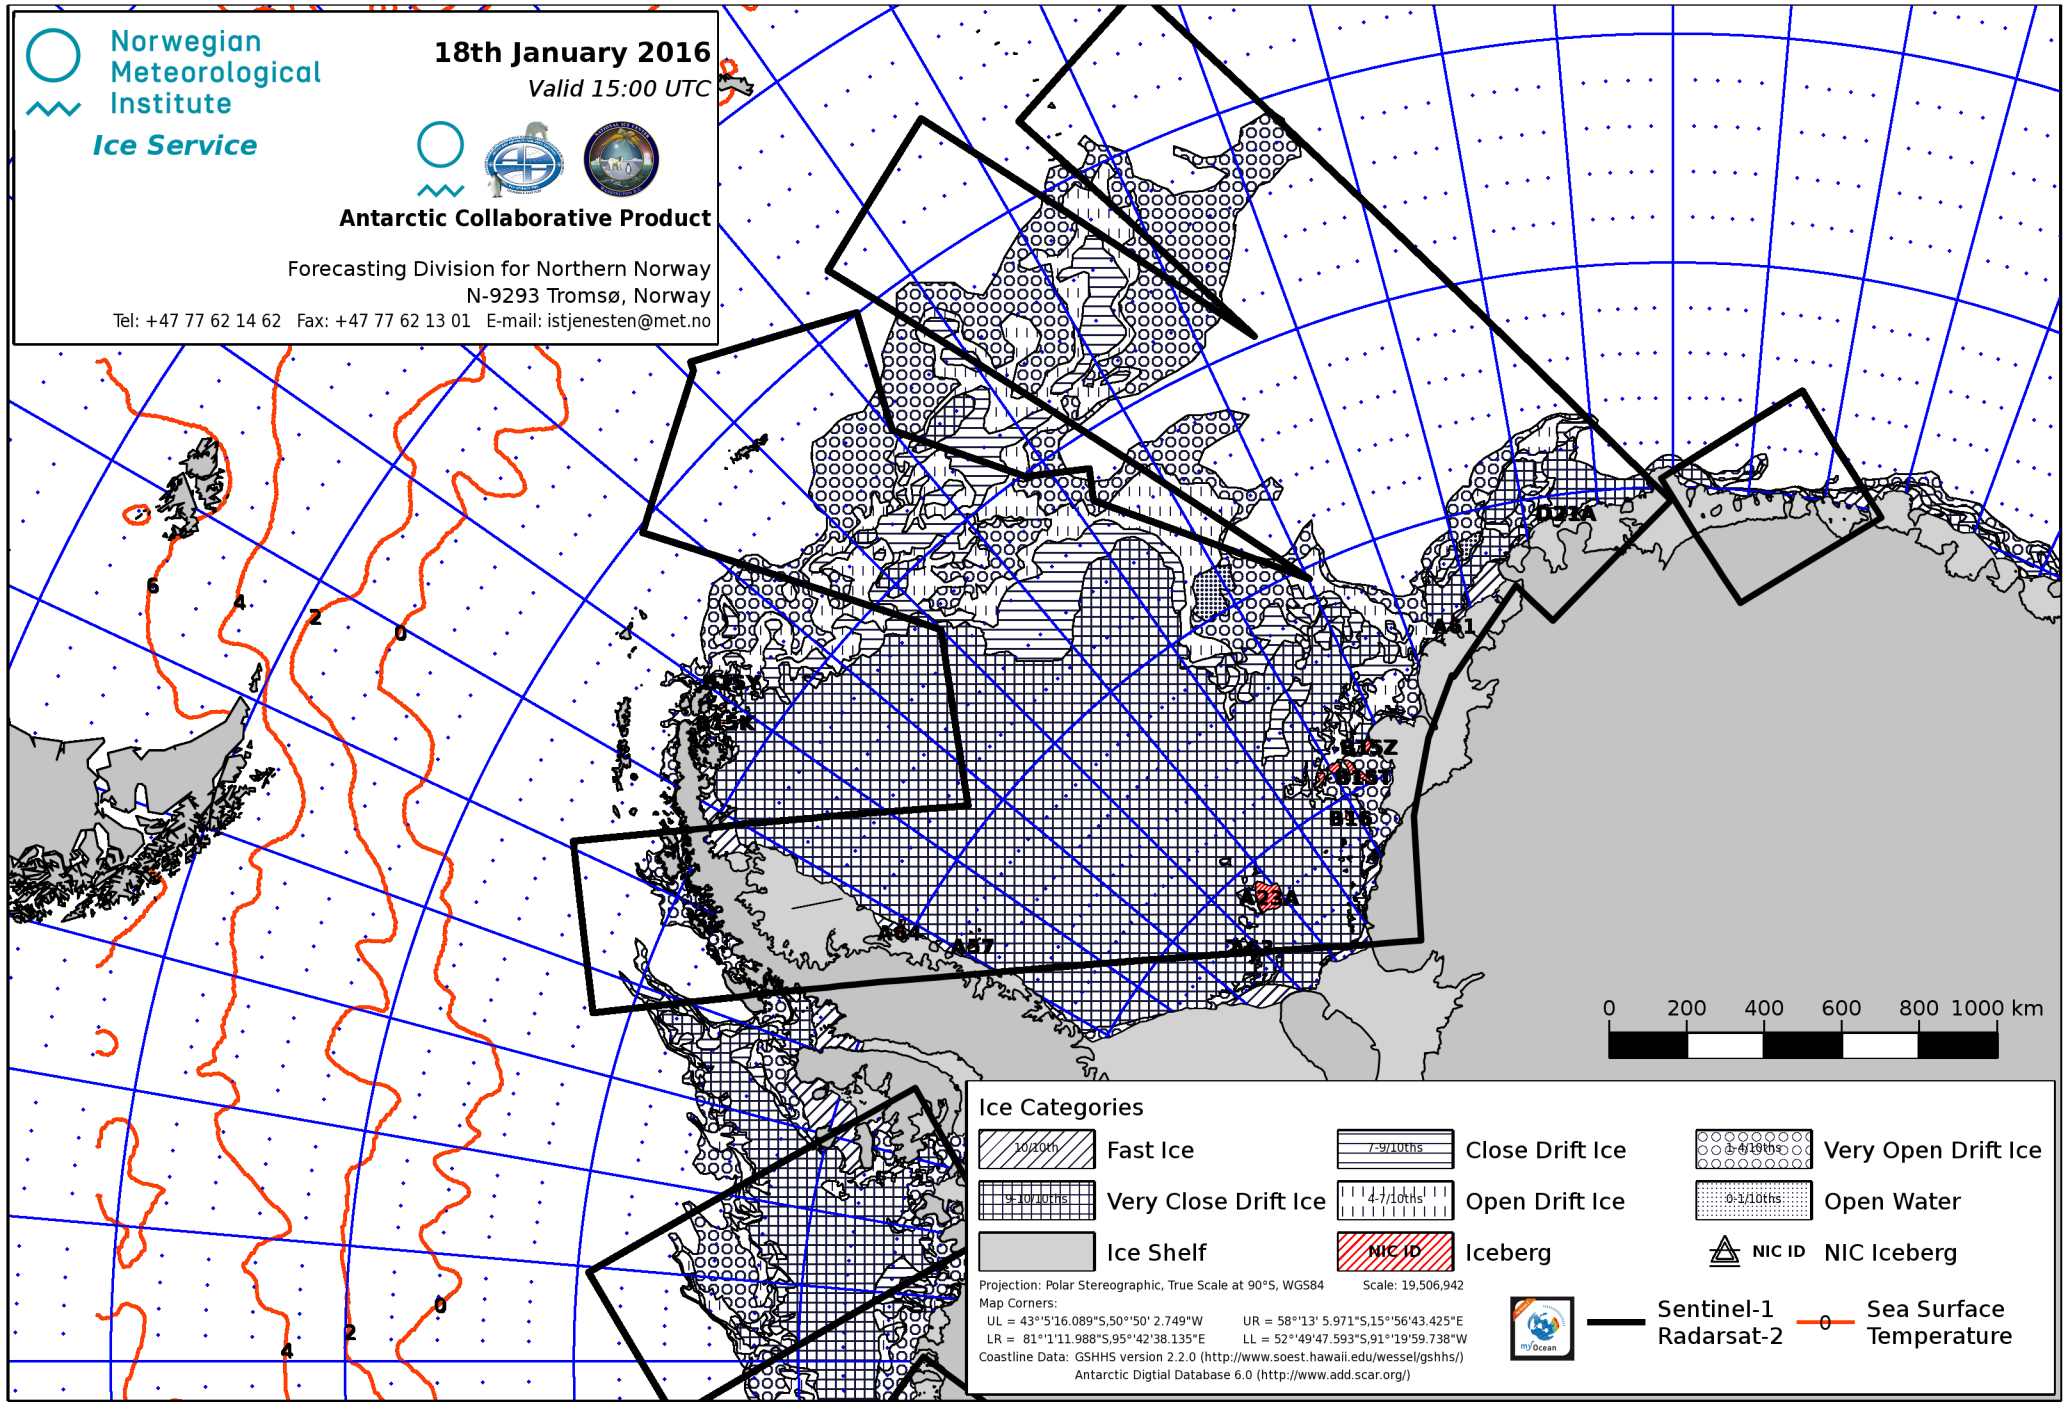 Norwegian
Meteorological
Institute
Ice Service
18th January 2016
Valid 15:00 UTC
Antarctic Collaborative Product
Forecasting Division for Northern Norway
N-9293 Tromsø, Norway
Tel: +47 77 62 14 62 Fax: +47 77 62 13 01 E-mail: istjenesten@met.no
6
4
2
0
D21A
A61
B15Z
B15T
B16
A23A
A63
A64
A67
0 200 400 600 800 1000 km
0
2
4
Ice Categories
10/10th Fast Ice
7-9/10ths Close Drift Ice
1-4/10ths Very Open Drift Ice
9-10/10ths Very Close Drift Ice
4-7/10ths Open Drift Ice
0-1/10ths Open Water
Ice Shelf
NIC ID Iceberg
NIC ID NIC Iceberg
Projection: Polar Stereographic, True Scale at 90°S, WGS84 Scale: 19,506,942
Map Corners:
UL = 43°'5'16.089"S,50°'50' 2.749"W UR = 58°'13' 5.971"S,15°'56'43.425"E
LR = 81°'1'11.988"S,95°'42'38.135"E LL = 52°'49'47.593"S,91°'19'59.738"W
Coastline Data: GSHHS version 2.2.0 (http://www.soest.hawaii.edu/wessel/gshhs/)
Antarctic Digtial Database 6.0 (http://www.add.scar.org/)
myOcean
Sentinel-1
Radarsat-2
0
Sea Surface
Temperature